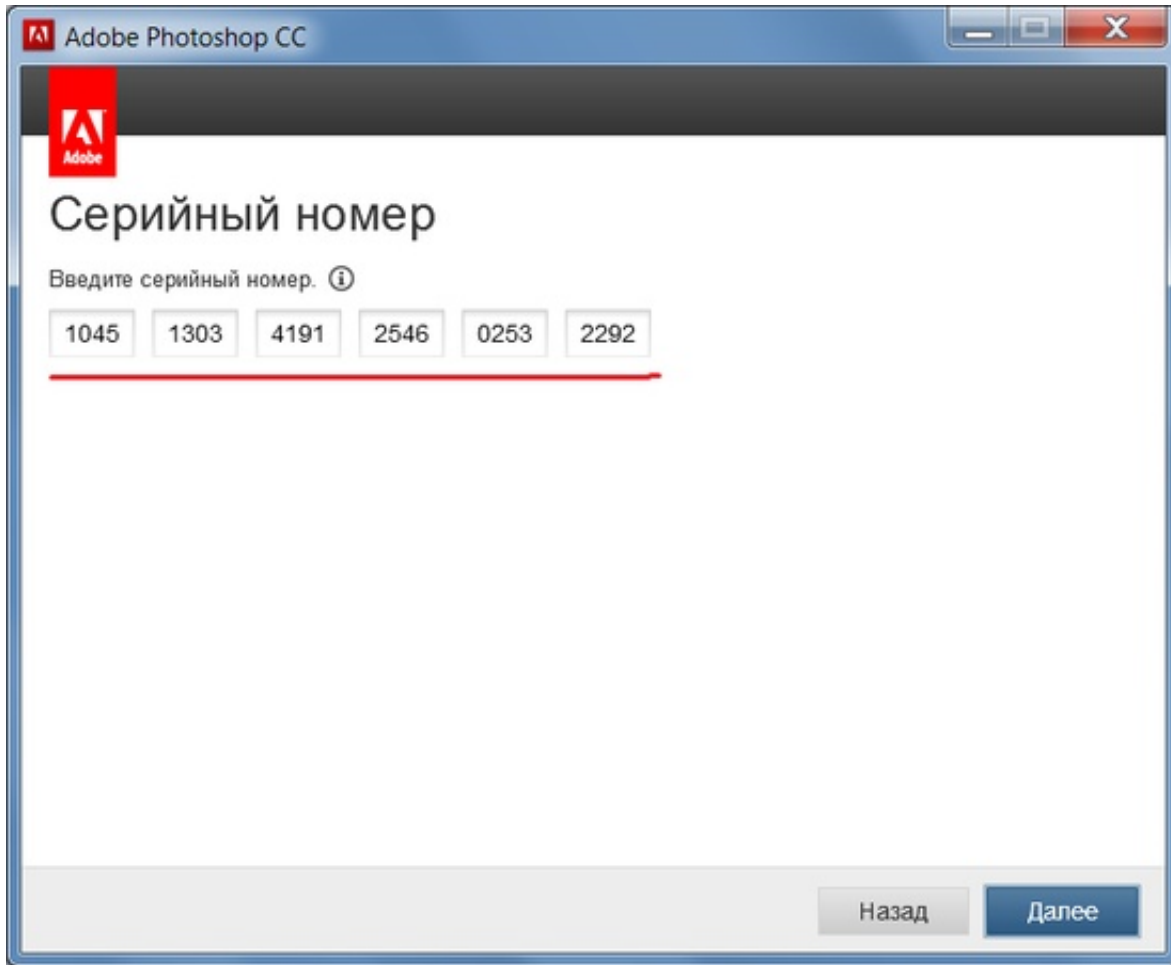 Adobe Photoshop CC
Adobe
Серийный номер
Введите серийный номер.
1045 1303 4191 2546 0253 2292
Назад Далее